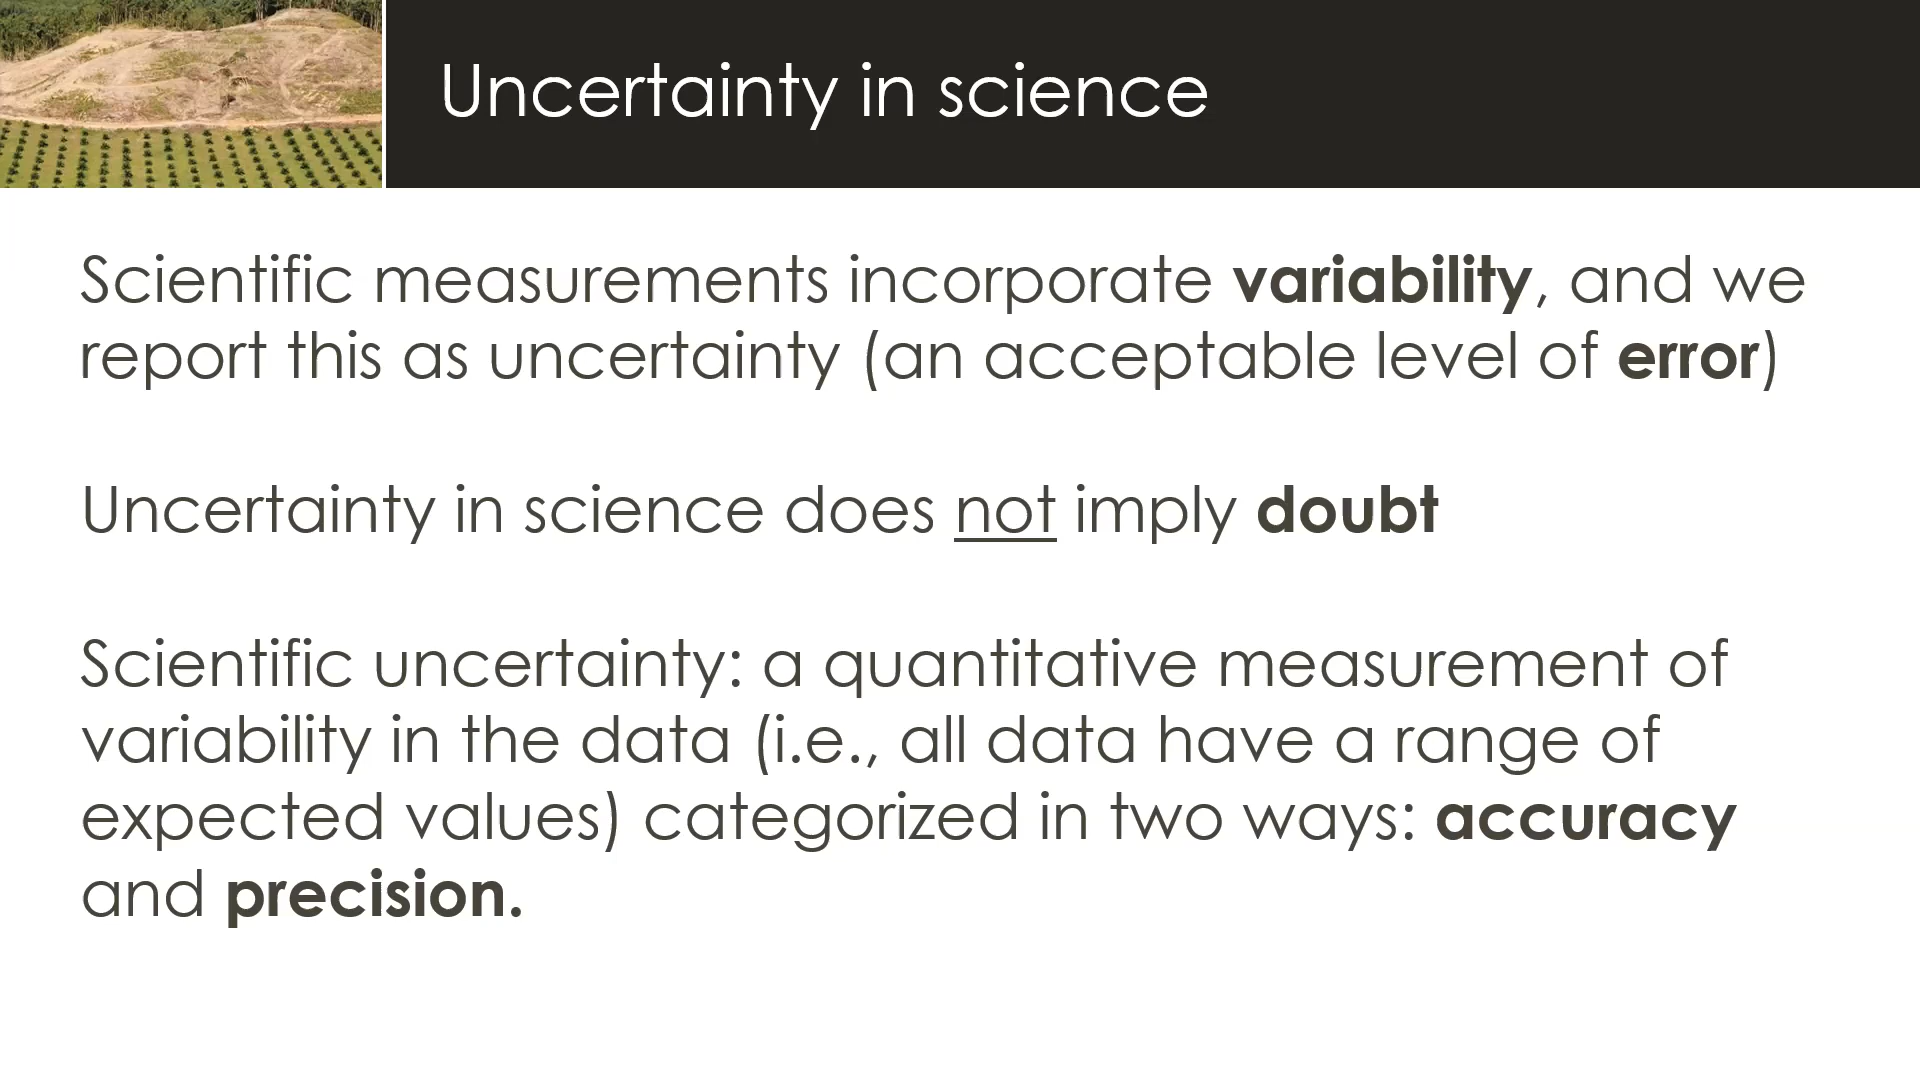 Uncertainty in science
Scientific measurements incorporate variability, and we
report this as uncertainty (an acceptable level of error)
Uncertainty in science does not imply doubt
Scientific uncertainty: a quantitative measurement of
variability in the data (i.e., all data have a range of
expected values) categorized in two ways: accuracy
and precision.